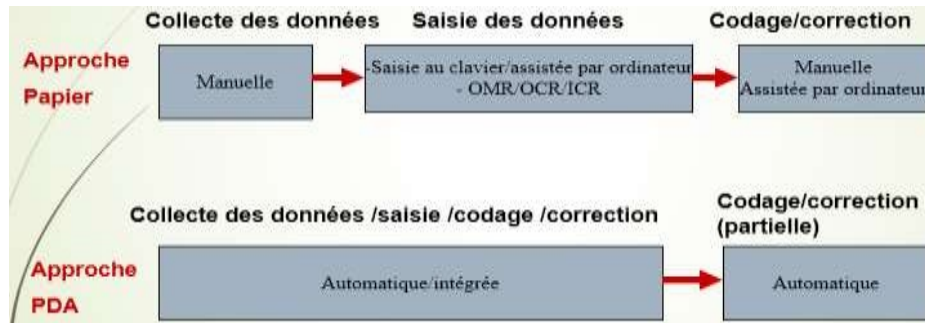 Collecte des données
Saisie des données
Codage/correction
Approche
Papier
Manuelle
-Saisie au clavier/assistée par ordinateur
- OMR/OCR/ICR
Manuelle
Assistée par ordinateur
Collecte des données /saisie /codage /correction
Codage/correction
(partielle)
Approche
PDA
Automatique/intégrée
Automatique